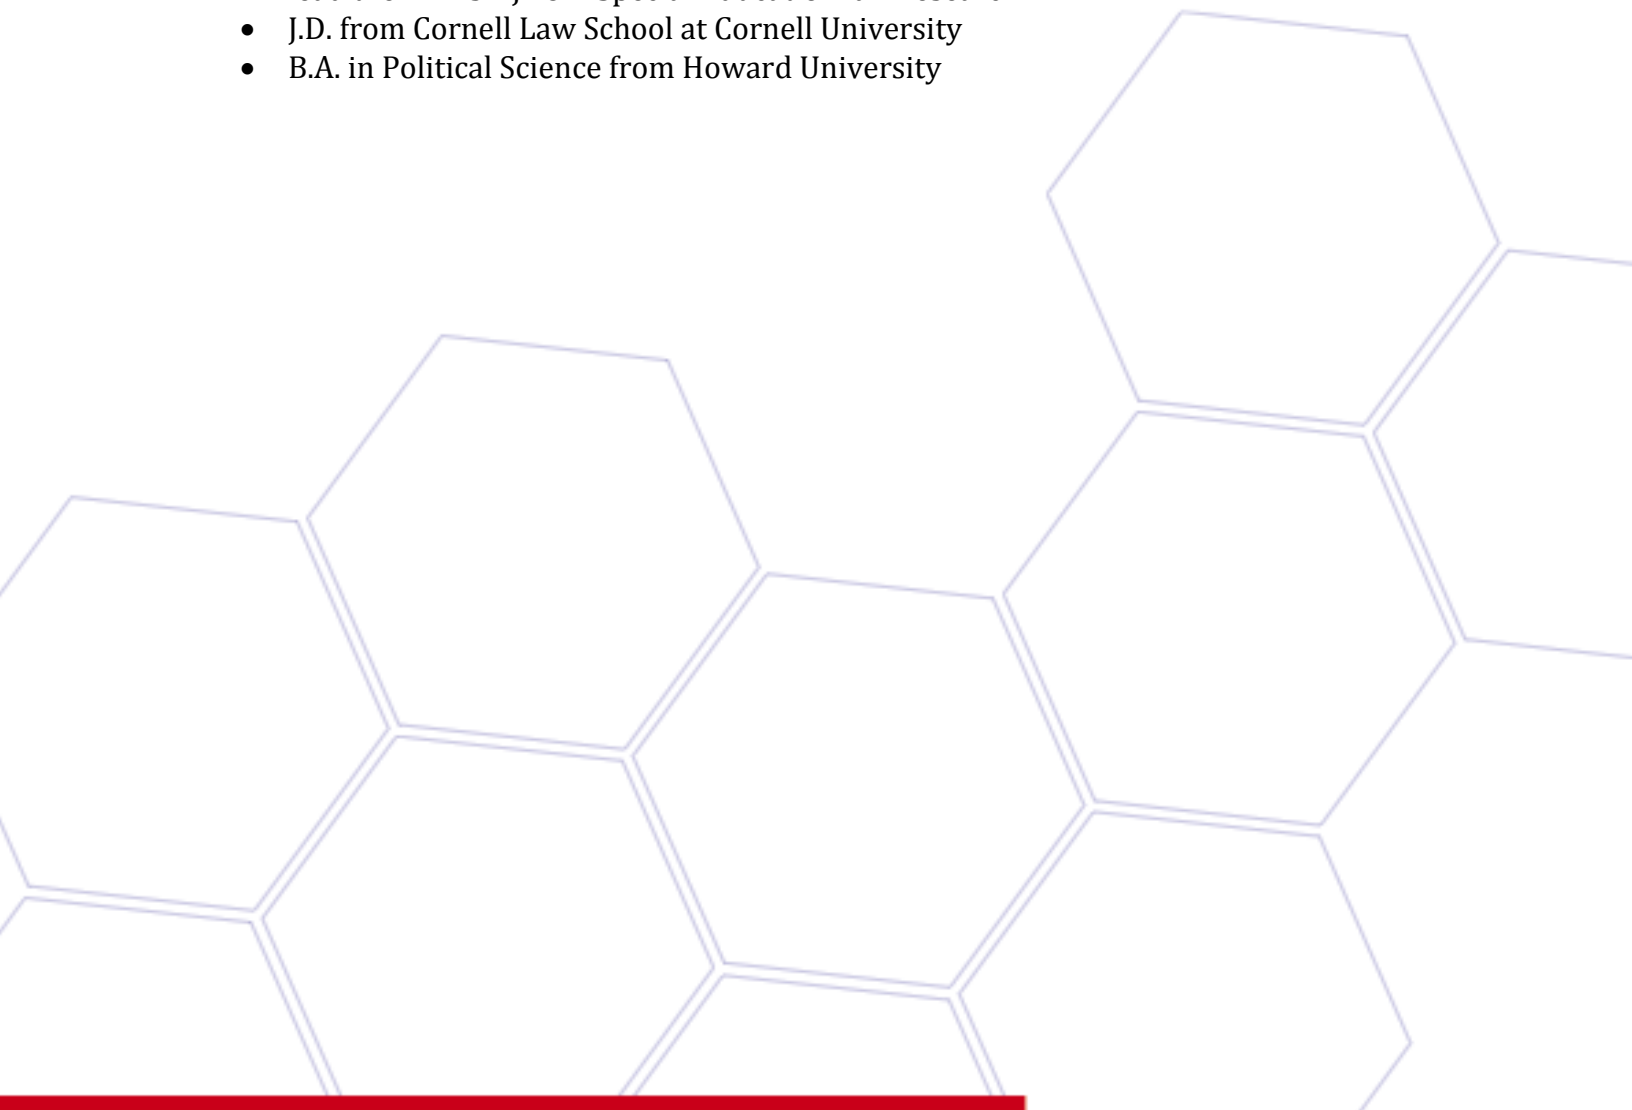 • J.D. from Cornell Law School at Cornell University
• B.A. in Political Science from Howard University